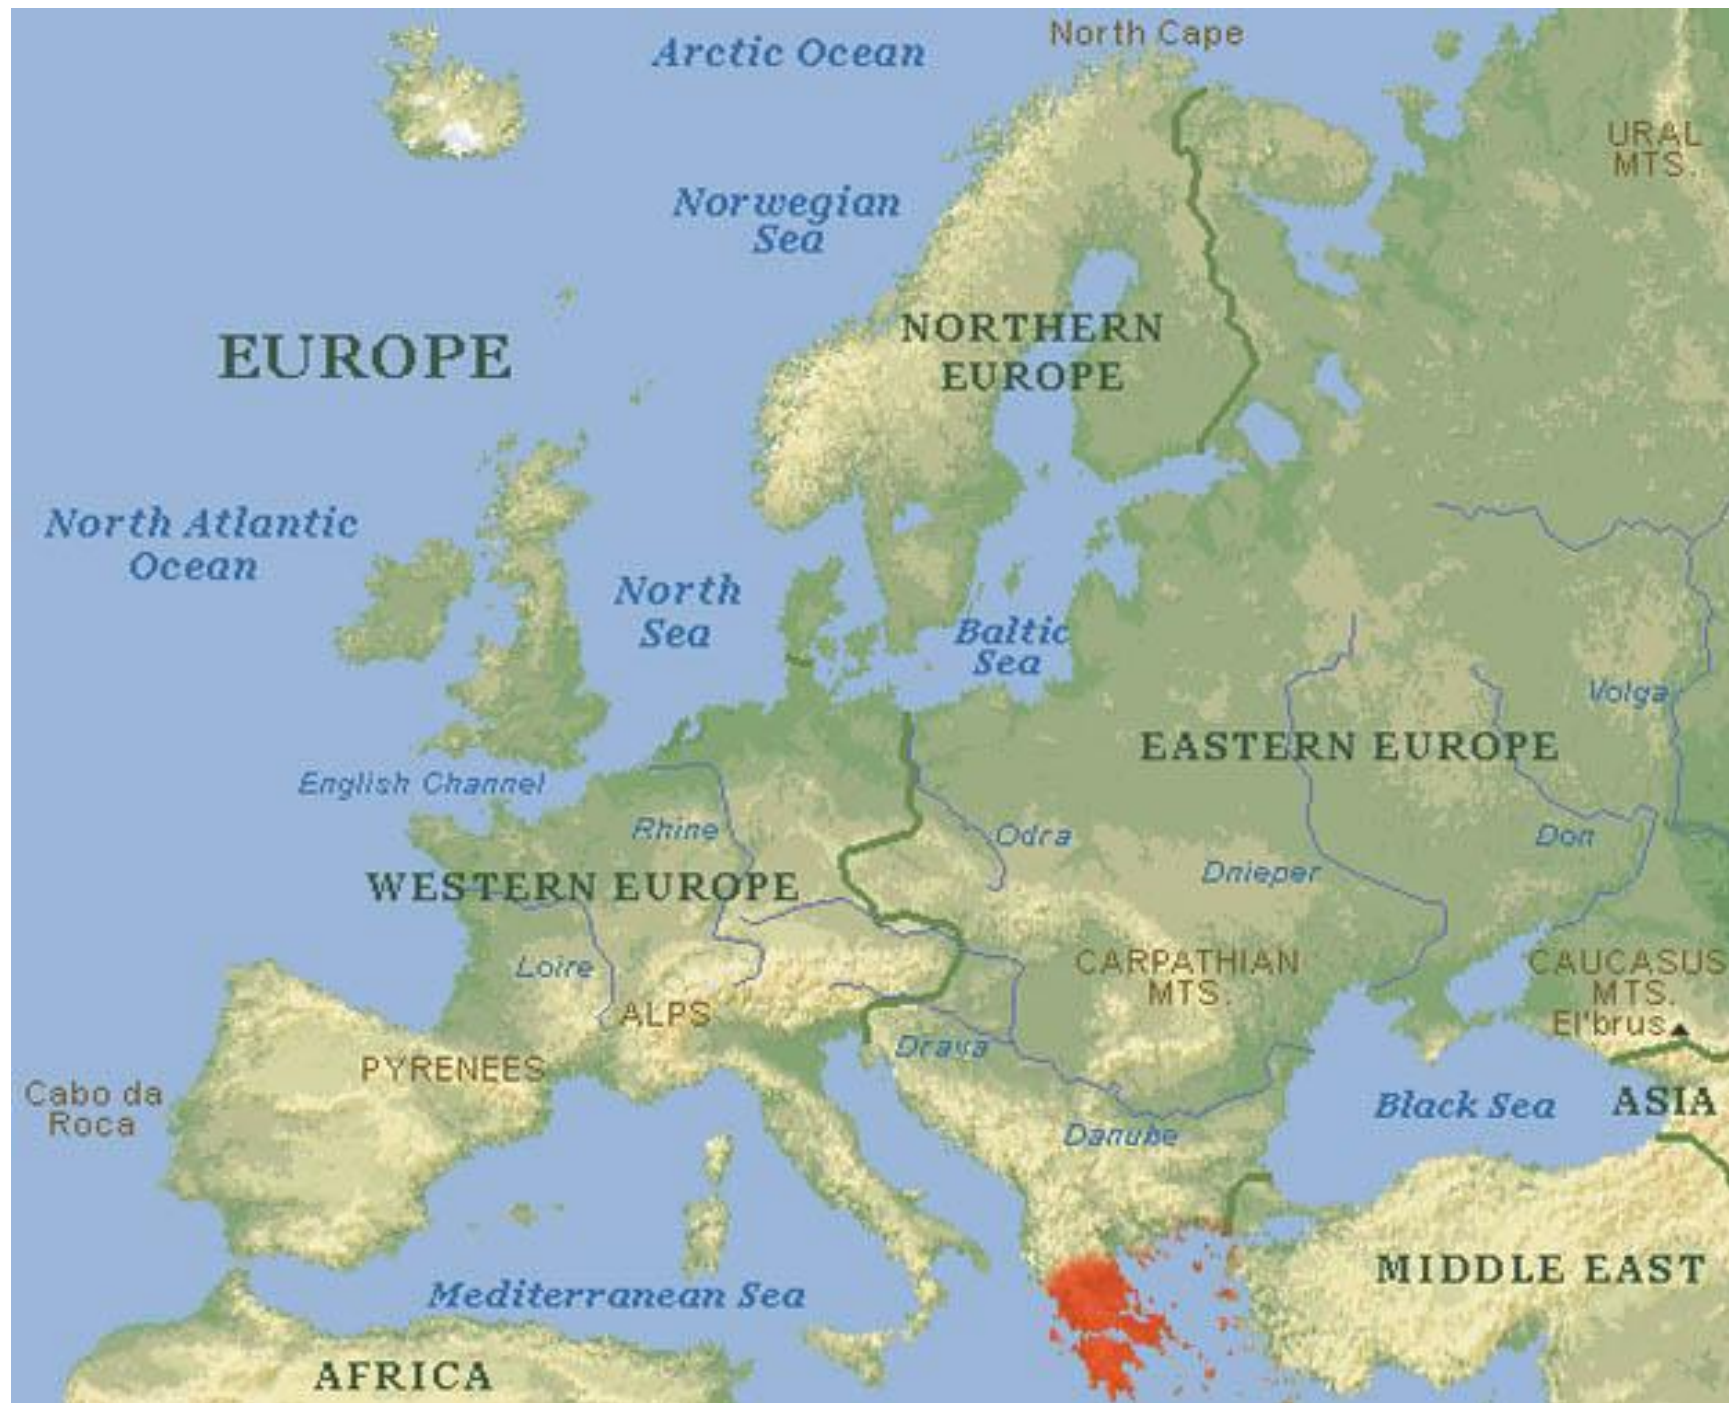 North Cape
Arctic Ocean
URAL
MTS.
Norwegian
Sea
EUROPE
NORTHERN
EUROPE
North Atlantic
Ocean
North
Sea
Baltic
Sea
Volga
EASTERN EUROPE
English Channel
Rhine
Odra
Don
Dnieper
WESTERN EUROPE
Loire
CARPATHIAN
MTS.
CAUCASUS
MTS.
El'brus
ALPS
Drava
PYRENEES
Cabo da
Roca
Black Sea
ASIA
Danube
MIDDLE EAST
Mediterranean Sea
AFRICA